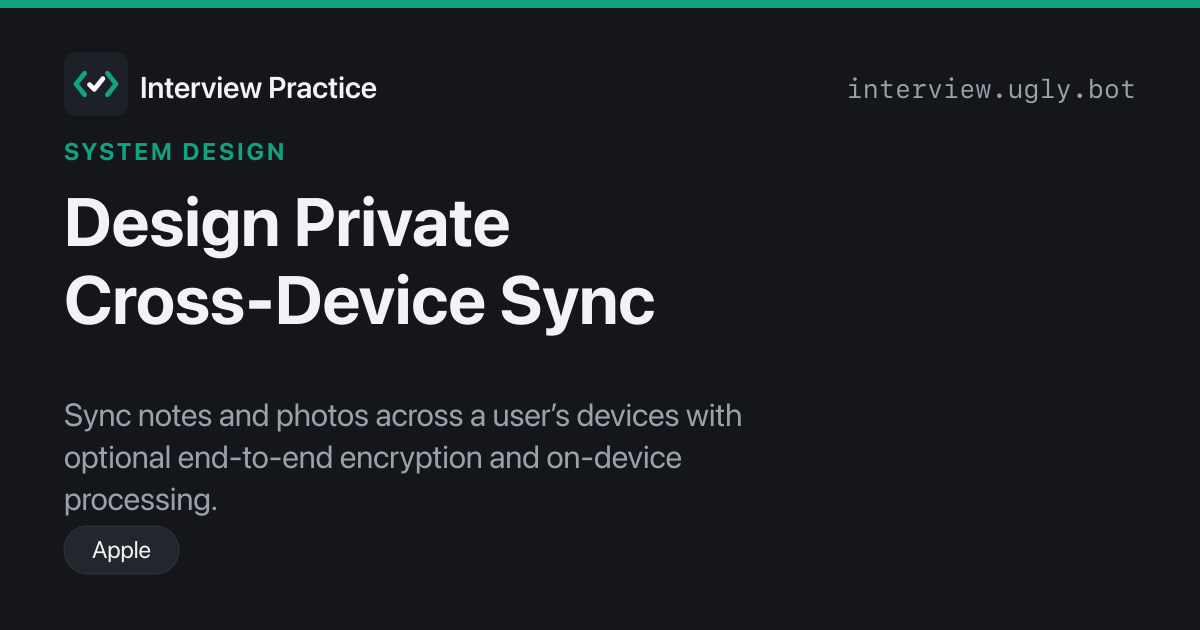 Interview Practice
interview.ugly.bot
SYSTEM DESIGN
Design Private
Cross-Device Sync
Sync notes and photos across a user’s devices with
optional end-to-end encryption and on-device
processing.
Apple